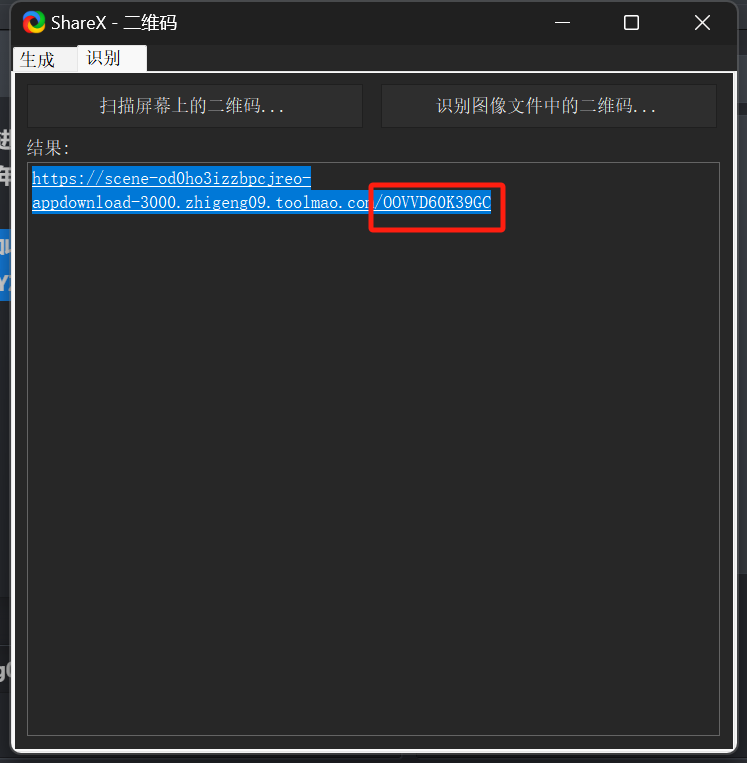 ShareX - 二维码
生成 识别
扫描屏幕上的二维码... 识别图像文件中的二维码...
结果:
https://scene-od0ho3izzbpcjreo-
appdownload-3000.zhigeng09.toolmao.com/OOVVD60K39GC